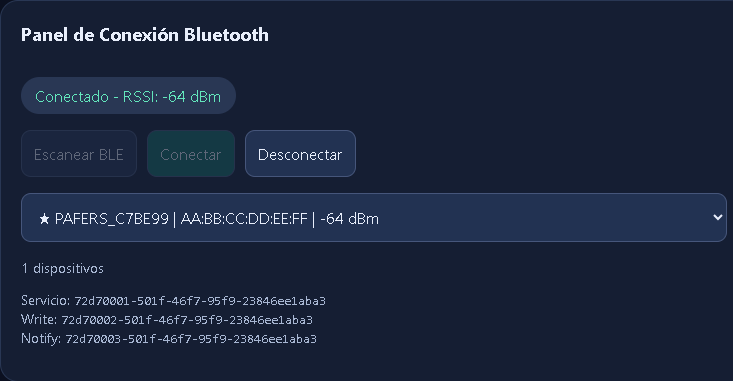 Panel de Conexión Bluetooth
Conectado - RSSI: -64 dBm
Escanear BLE Conectar Desconectar
★ PAFERS_C7BE99 | AA:BB:CC:DD:EE:FF | -64 dBm
1 dispositivos
Servicio: 72d70001-501f-46f7-95f9-23846ee1aba3
Write: 72d70002-501f-46f7-95f9-23846ee1aba3
Notify: 72d70003-501f-46f7-95f9-23846ee1aba3